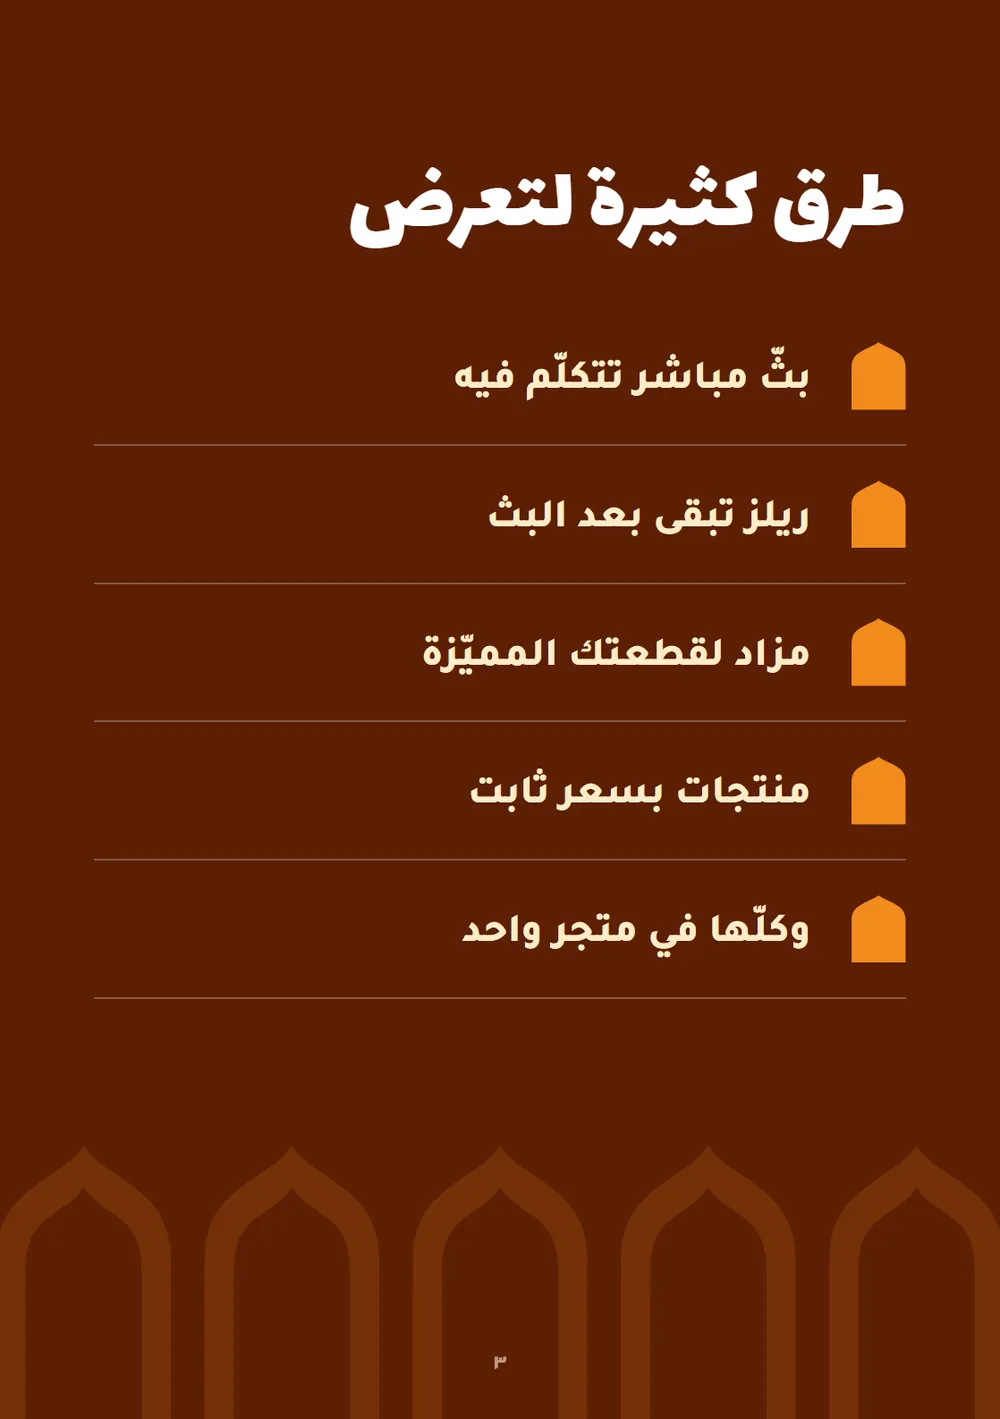 طرق كثيرة لتعرض
بثّ مباشر تتكلّم فيه
ريلز تبقى بعد البث
مزاد لقطعتك المميّزة
منتجات بسعر ثابت
وكلّها في متجر واحد
٣